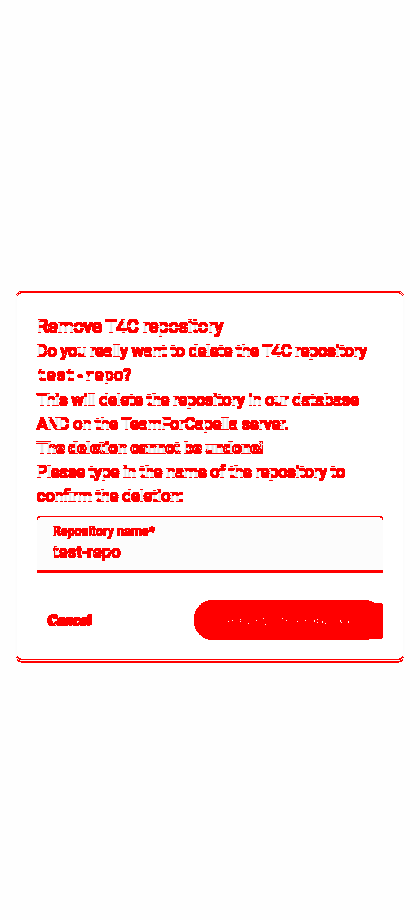 Remove T4C repository
Do you really want to delete the T4C repository
test-repo?
This will delete the repository in our database
AND on the TeamForCapella server.
The deletion cannot be undone!
Please type in the name of the repository to
confirm the deletion:
Repository name*
test-repo
Cancel